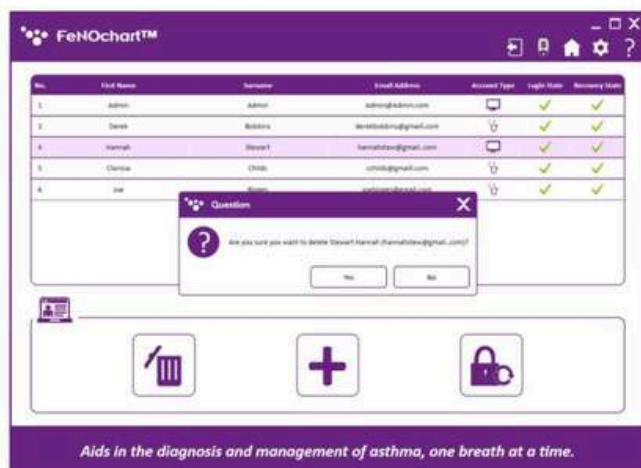 FeNOchart™
?
No. First Name Surname Email Address Account Type Login State Recovery State
1 Admin Admin admin@admin.com
Derek Robbins derekrobbins@gmail.com
4 Hannah Stewart hannahstew@gmail.com
5 Clarissa Childs cchilds@gmail.com
6 Joe
Question X
? Are you sure you want to delete Stewart Hannah (hannahstew@gmail.com)?
Yes No
Aids in the diagnosis and management of asthma, one breath at a time.